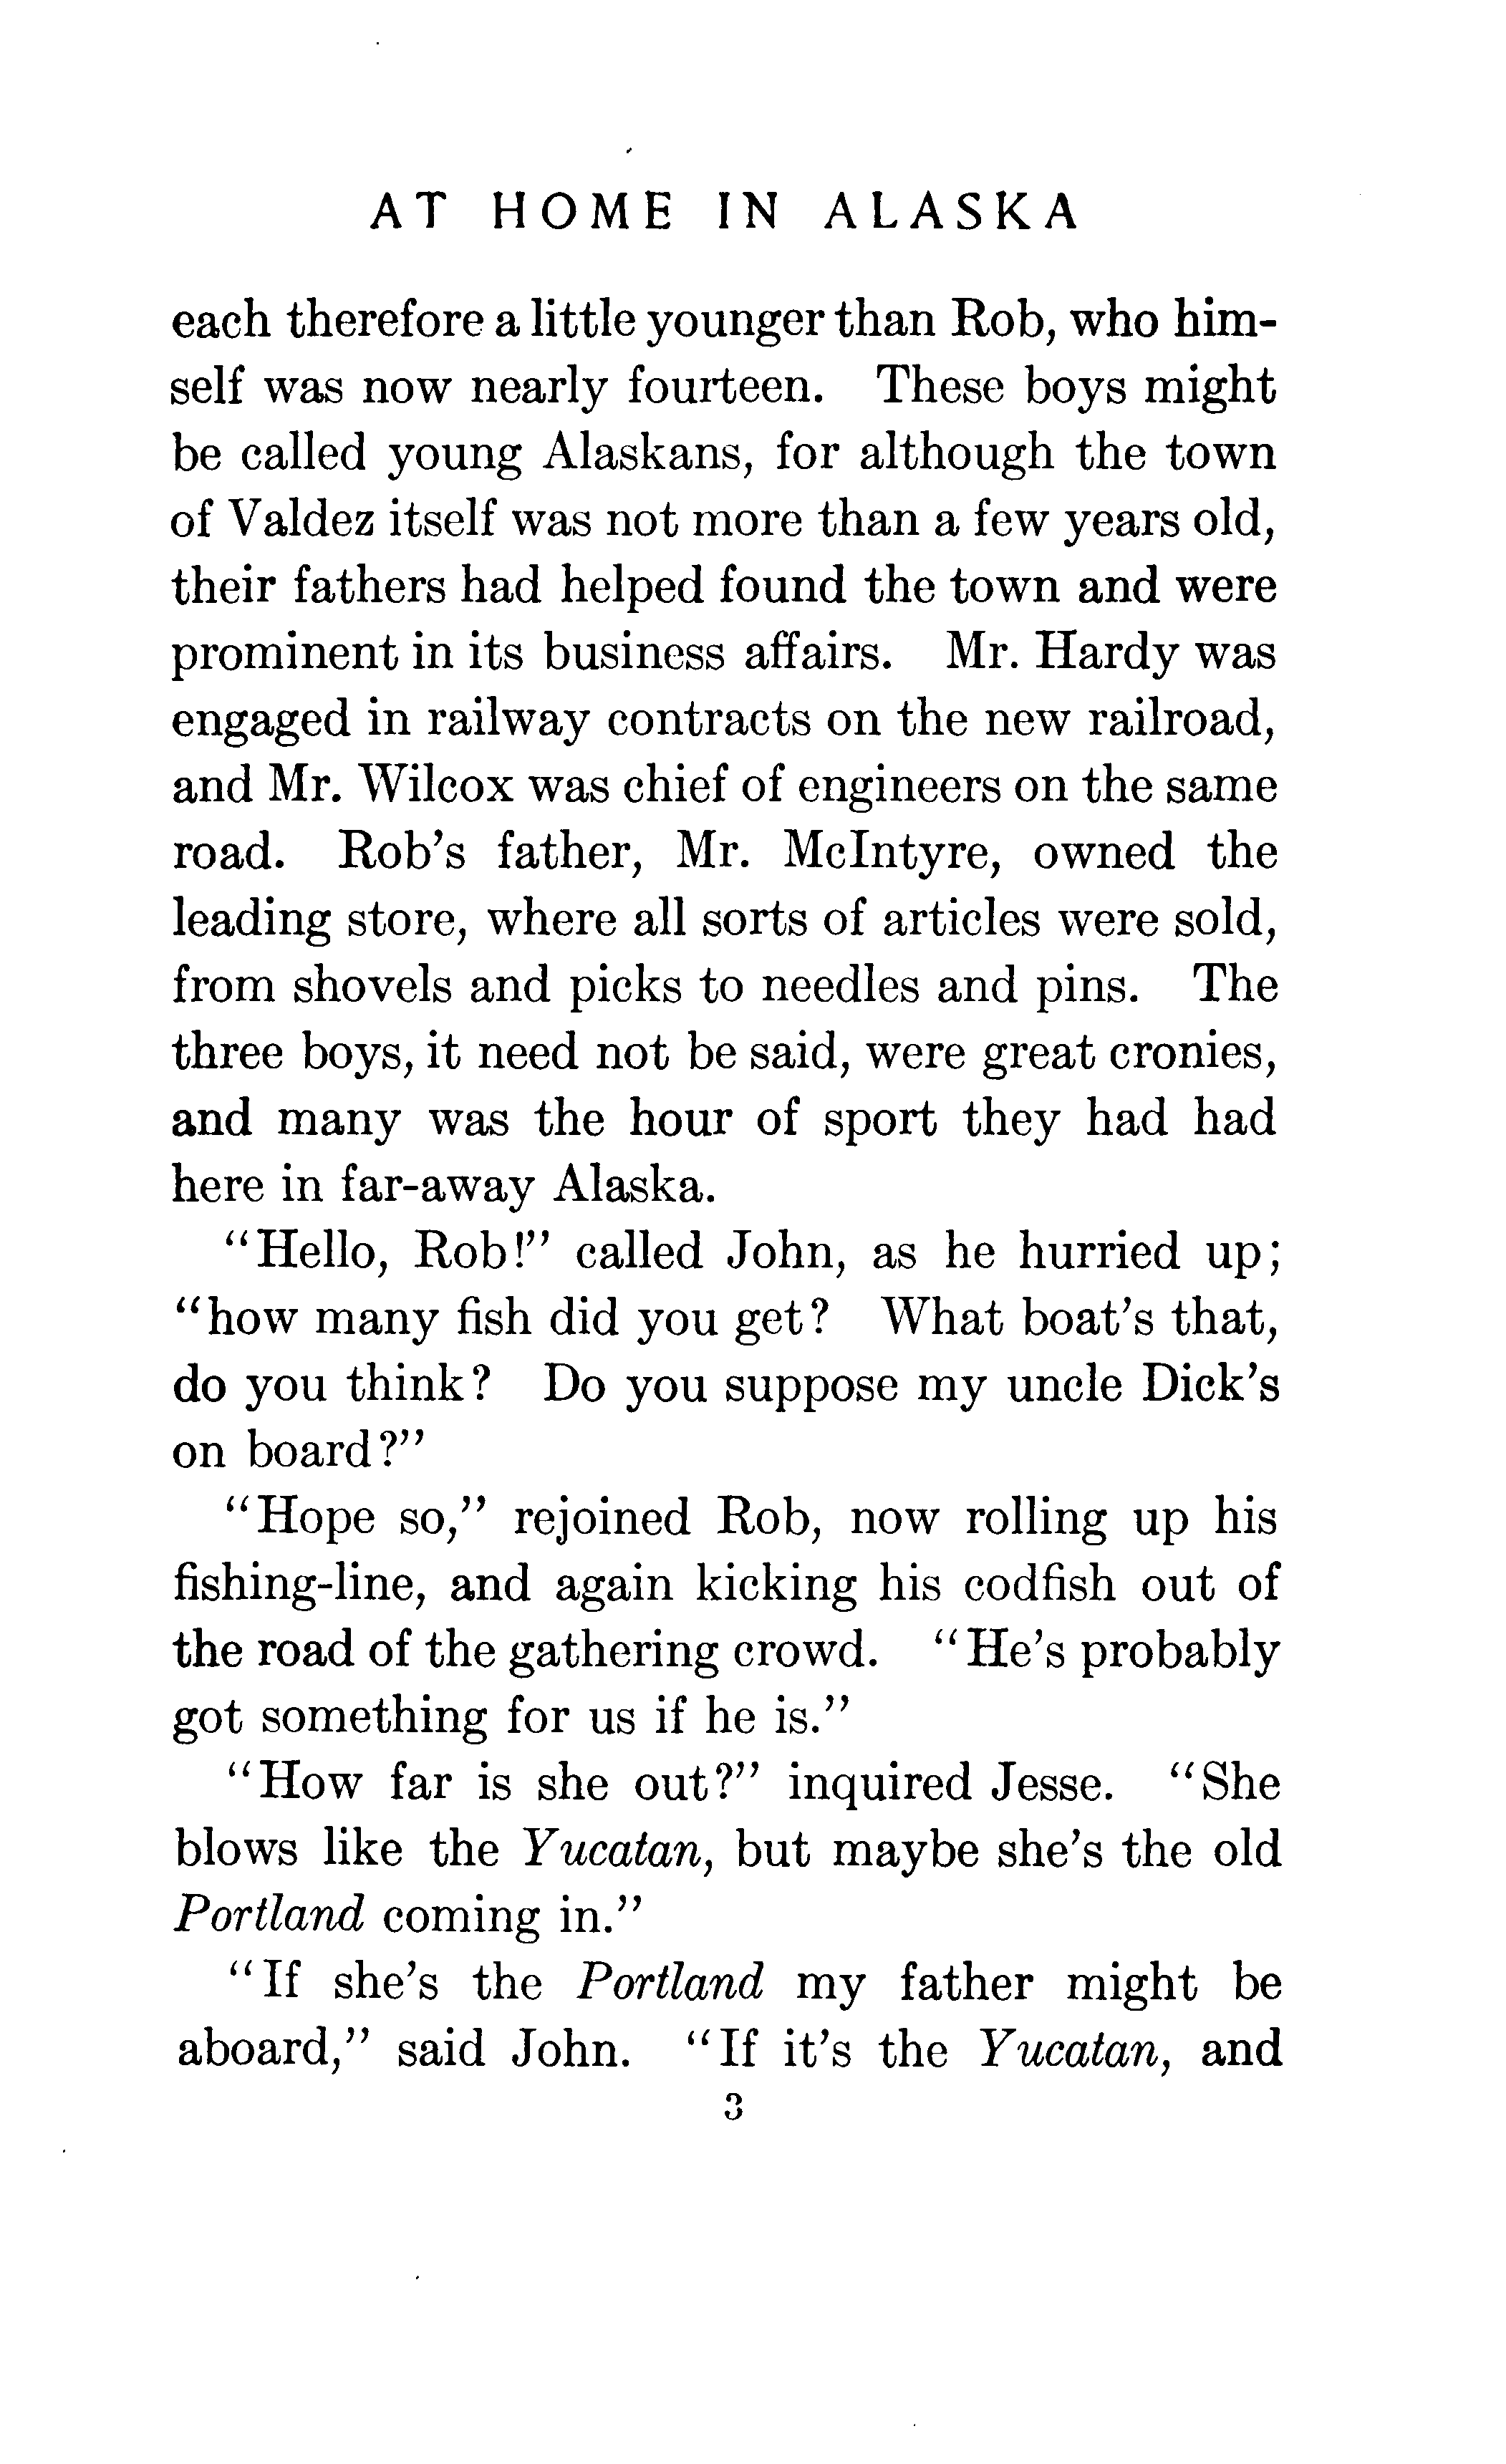 AT HOME IN ALASKA
each therefore a little younger than Rob, who him-
self was now nearly fourteen. These boys might
be called young Alaskans, for although the town
of Valdez itself was not more than a few years old,
their fathers had helped found the town and were
prominent in its business affairs. Mr. Hardy was
engaged in railway contracts on the new railroad,
and Mr. Wilcox was chief of engineers on the same
road. Rob's father, Mr. McIntyre, owned the
leading store, where all sorts of articles were sold,
from shovels and picks to needles and pins. The
three boys, it need not be said, were great cronies,
and many was the hour of sport they had had
here in far-away Alaska.
“Hello, Rob!” called John, as he hurried up;
“how many fish did you get? What boat's that,
do you think? Do you suppose my uncle Dick's
on board?”
“Hope so,” rejoined Rob, now rolling up his
fishing-line, and again kicking his codfish out of
the road of the gathering crowd. “He's probably
got something for us if he is.”
“How far is she out?” inquired Jesse. “She
blows like the Yucatan, but maybe she's the old
Portland coming in.”
“If she's the Portland my father might be
aboard,” said John. “If it's the Yucatan, and
3